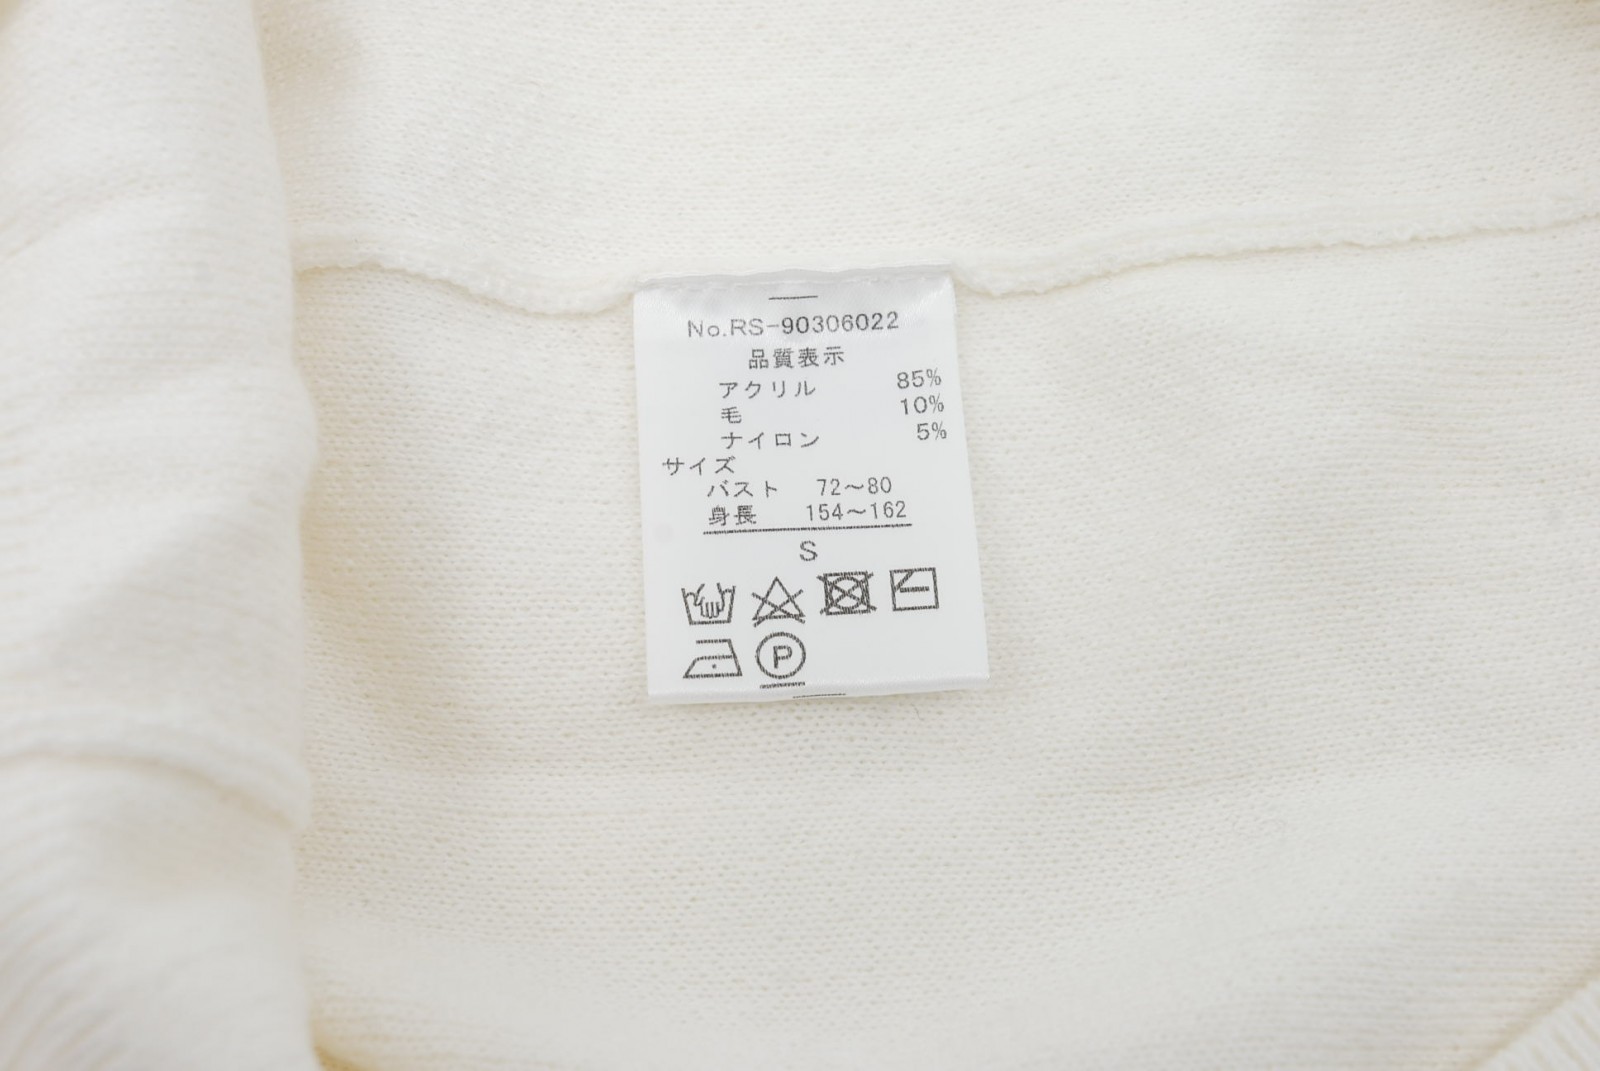 No.RS-90306022
品質表示
アクリル 85%
毛 10%
ナイロン 5%
サイズ
バスト 72〜80
身長 154〜162
S
P